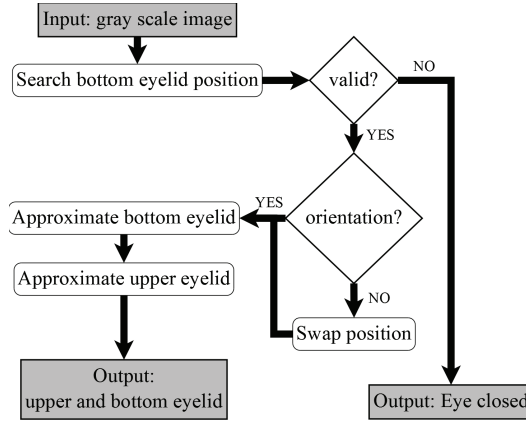 Input: gray scale image
Search bottom eyelid position
valid?
NO
YES
orientation?
YES
Approximate bottom eyelid
Approximate upper eyelid
NO
Swap position
Output:
upper and bottom eyelid
Output: Eye closed